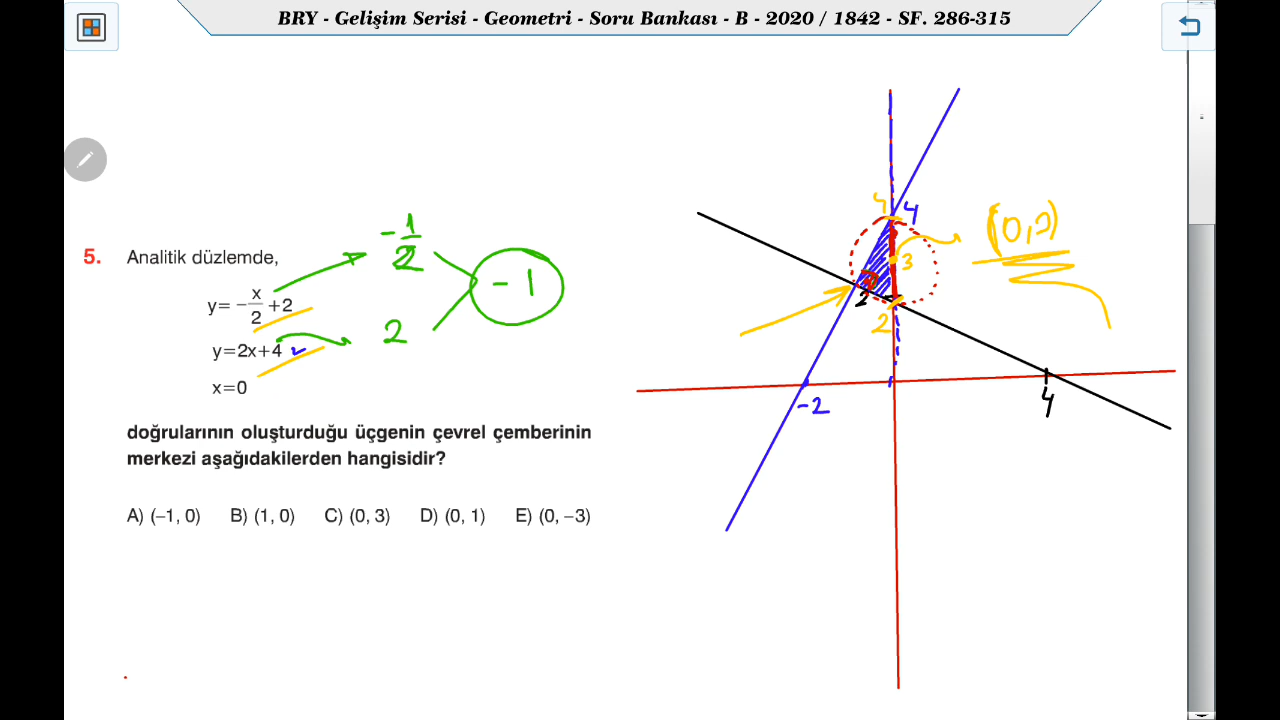 BRY - Gelişim Serisi - Geometri - Soru Bankası - B - 2020 / 1842 - SF. 286-315
5. Analitik düzlemde,
y= -x/2 +2
y=2x+4
x=0
doğrularının oluşturduğu üçgenin çevrel çemberinin
merkezi aşağıdakilerden hangisidir?
A) (−1, 0) B) (1, 0) C) (0, 3) D) (0, 1) E) (0, −3)
-1/2
2
-1
4 4
3
2 2
-2
4